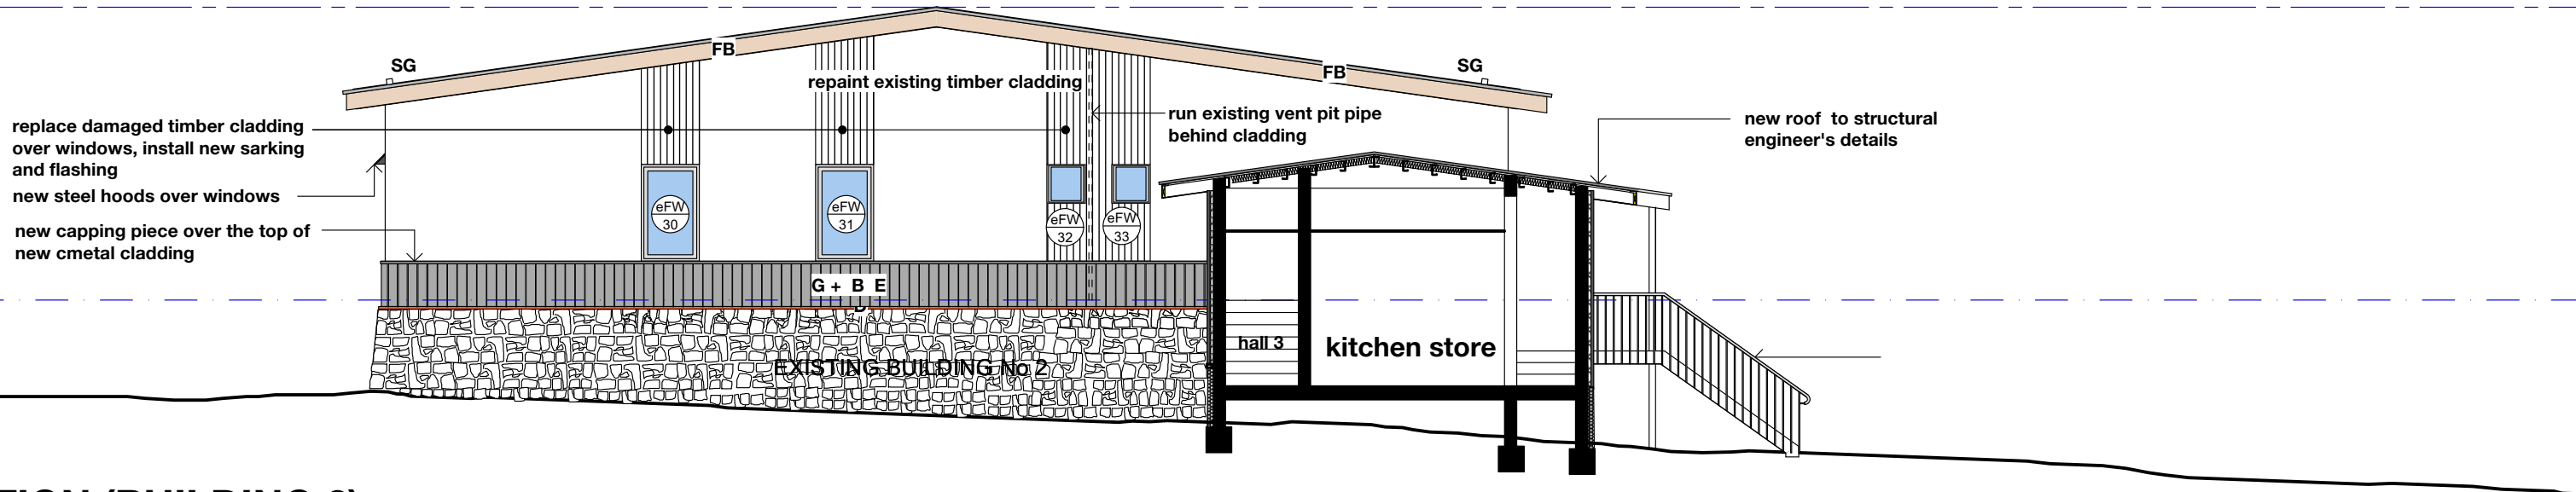 FB
SG
FB
SG
repaint existing timber cladding
run existing vent pit pipe
behind cladding
new roof to structural
engineer's details
replace damaged timber cladding
over windows, install new sarking
and flashing
new steel hoods over windows
new capping piece over the top of
new cmetal cladding
eFW
30
eFW
31
eFW
32
eFW
33
G + B E
EXISTING BUILDING No 2
hall 3
kitchen store